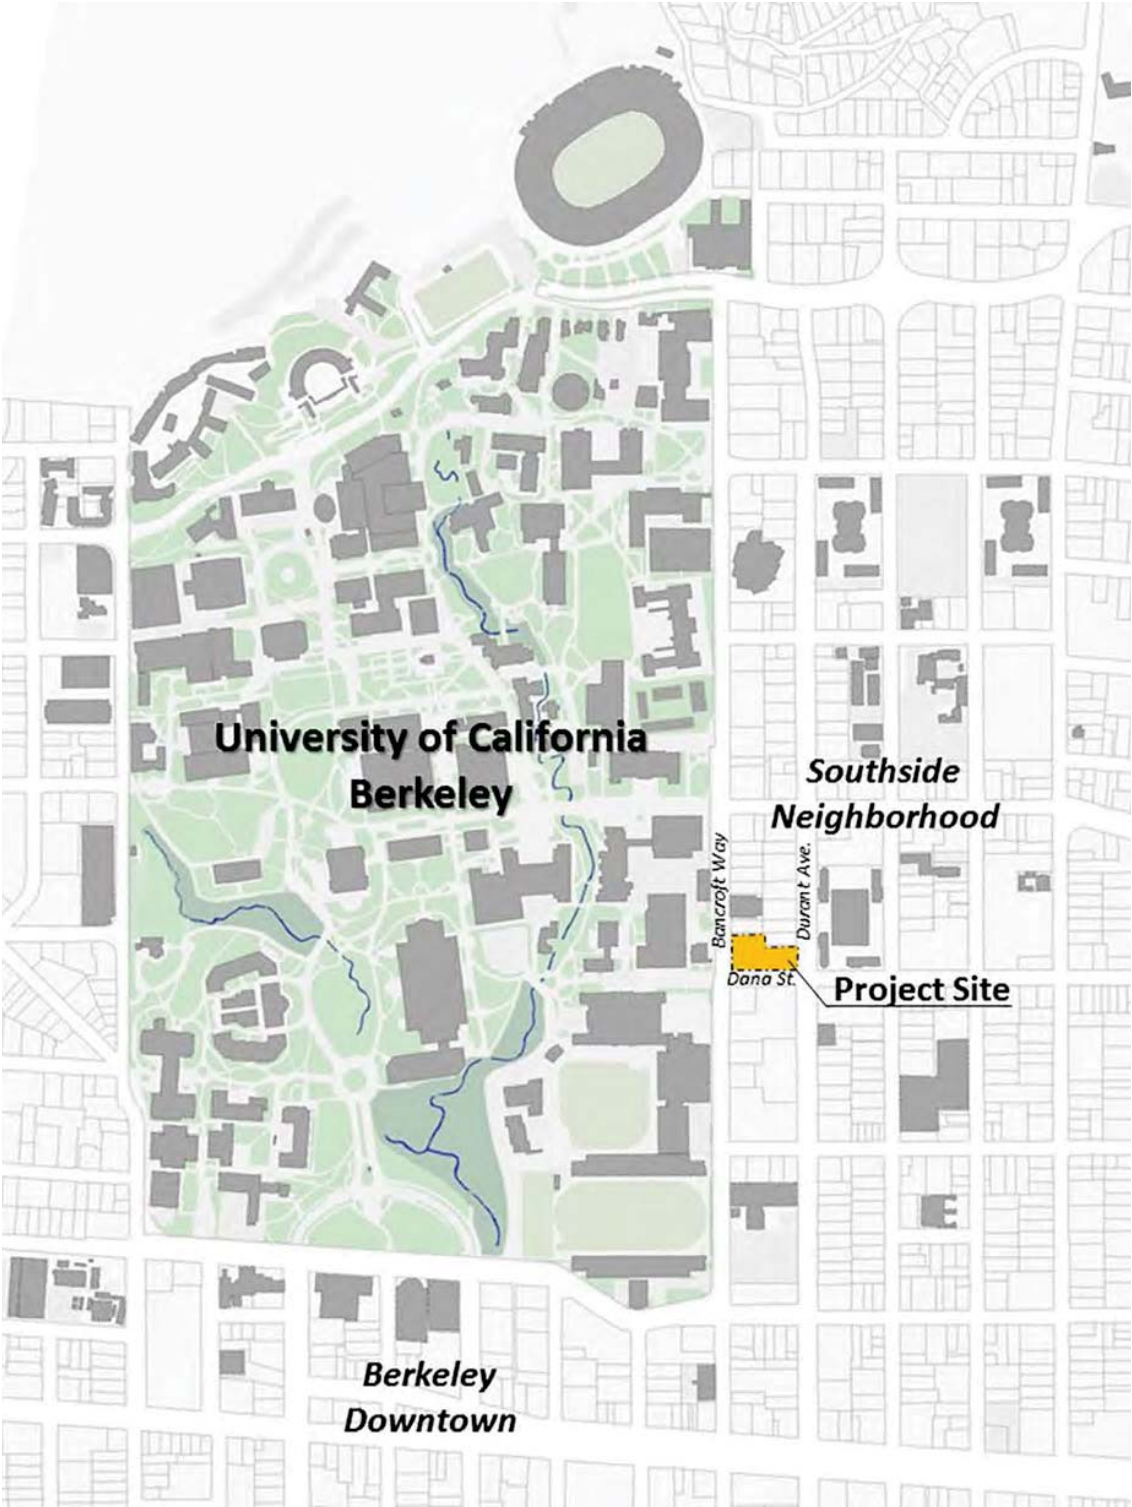 University of California
Berkeley
Southside
Neighborhood
Bancroft Way
Durant Ave.
Dana St.
Project Site
Berkeley
Downtown